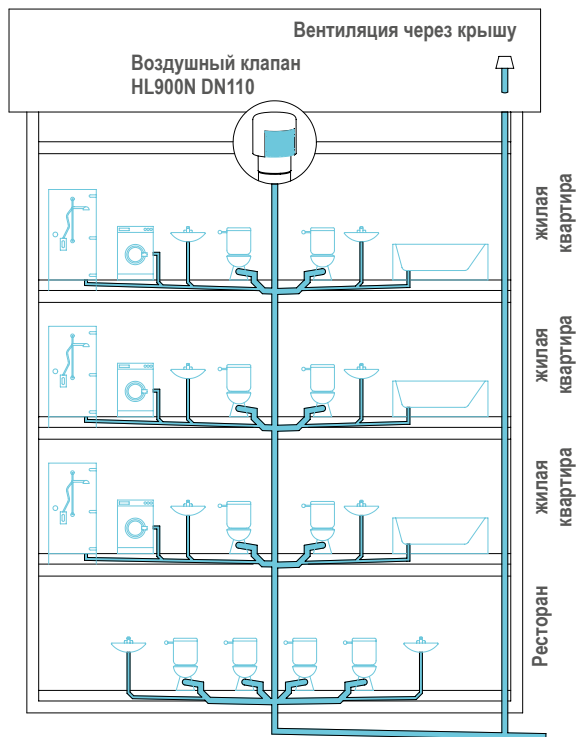 Вентиляция через крышу
Воздушный клапан
HL900N DN110
жилая
квартира
жилая
квартира
жилая
квартира
Ресторан